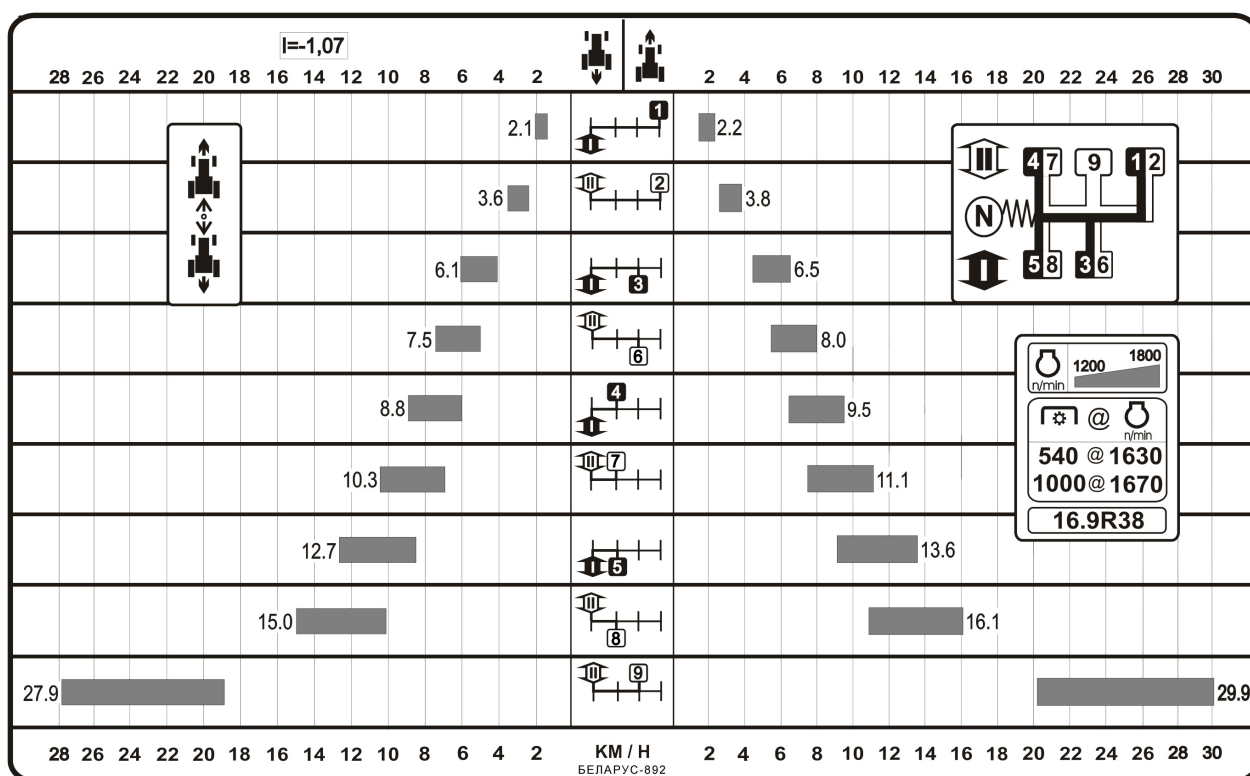 I=-1,07
28 26 24 22 20 18 16 14 12 10 8 6 4 2
2 4 6 8 10 12 14 16 18 20 22 24 26 28 30
2.1
I 1
2.2
3.6
II 2
3.8
6.1
I 3
6.5
7.5
II 6
8.0
8.8
I 4
9.5
10.3
II 7
11.1
12.7
I 5
13.6
15.0
II 8
16.1
27.9
II 9
29.9
II 4 7 9 1 2
N
I 5 8 3 6
n/min 1200 1800
@ n/min
540 @ 1630
1000 @ 1670
16.9R38
28 26 24 22 20 18 16 14 12 10 8 6 4 2
KM / H
2 4 6 8 10 12 14 16 18 20 22 24 26 28 30
БЕЛАРУС-892